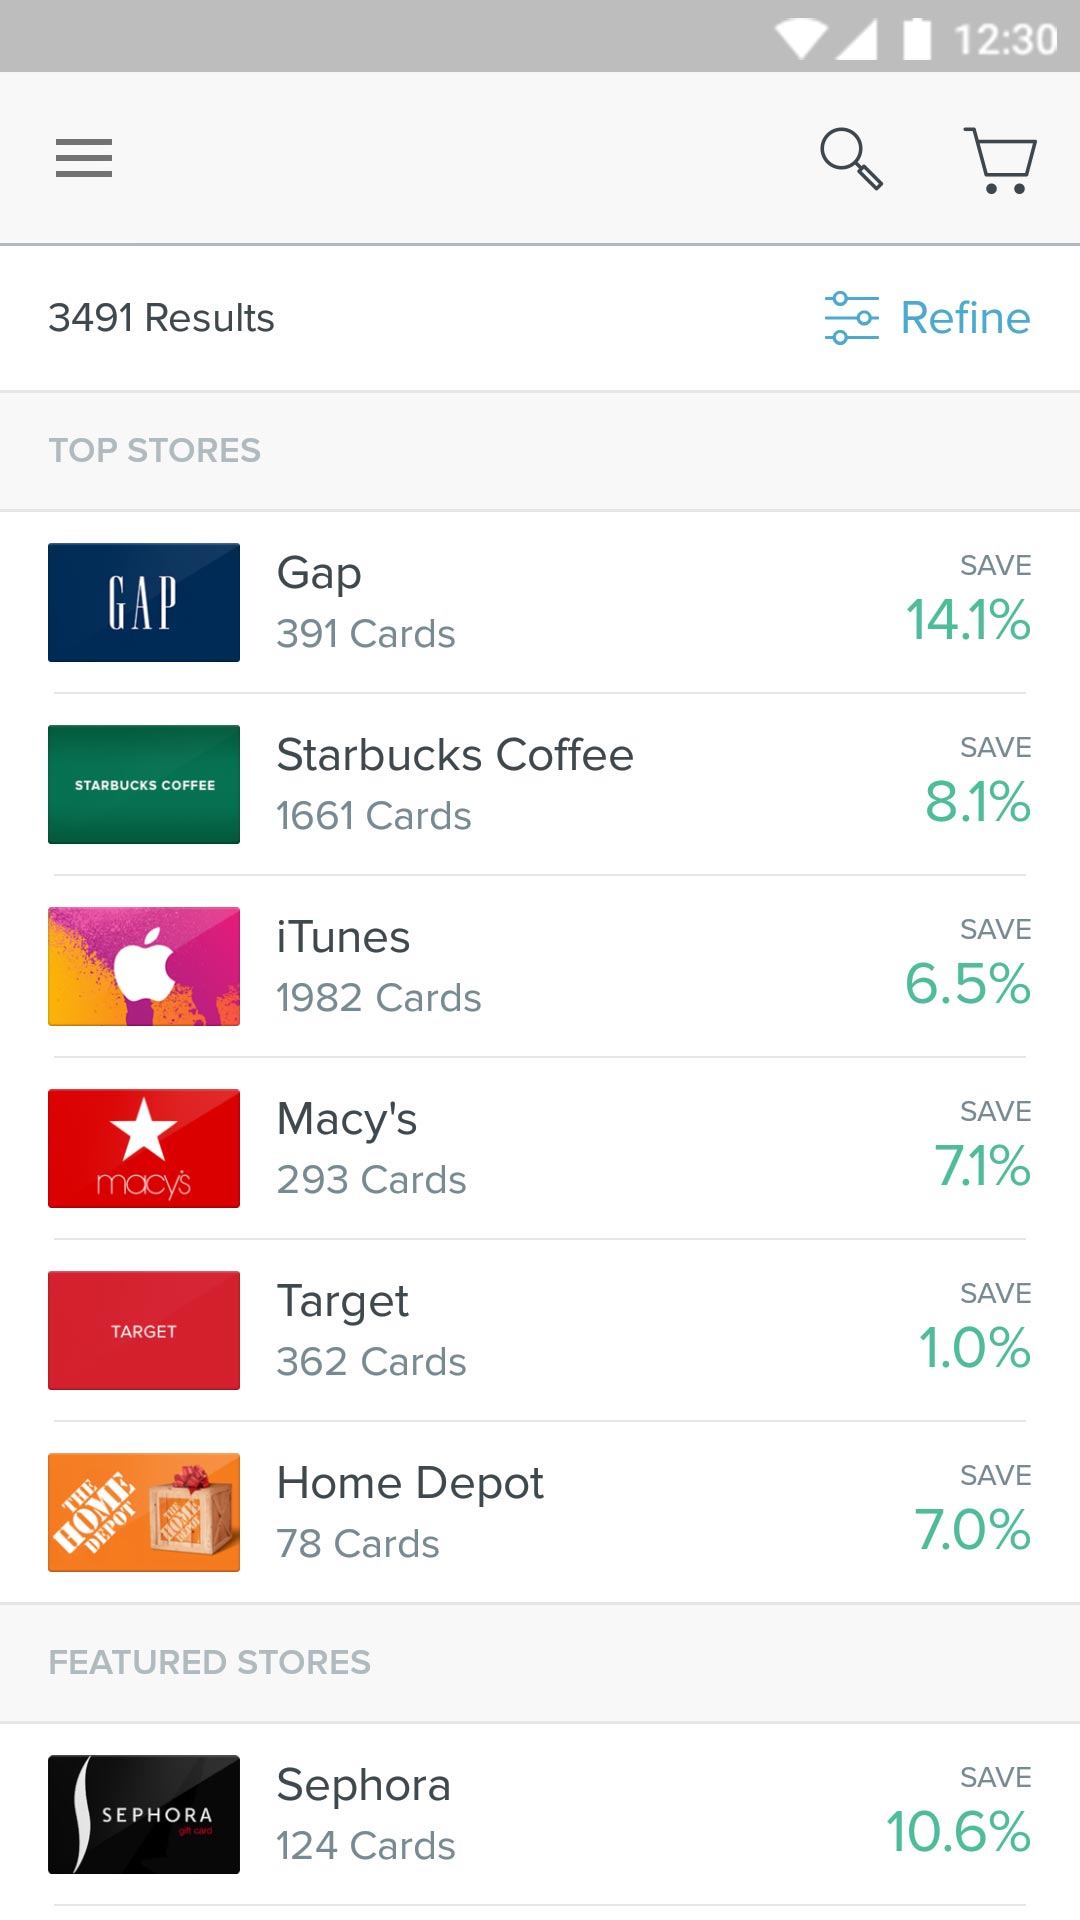 12:30
3491 Results
Refine
TOP STORES
GAP
Gap
391 Cards
SAVE
14.1%
STARBUCKS COFFEE
Starbucks Coffee
1661 Cards
SAVE
8.1%
iTunes
1982 Cards
SAVE
6.5%
macy's
Macy's
293 Cards
SAVE
7.1%
TARGET
Target
362 Cards
SAVE
1.0%
THE
HOME
DEPOT
THE
HOME
DEPOT
Home Depot
78 Cards
SAVE
7.0%
FEATURED STORES
SEPHORA
gift card
Sephora
124 Cards
SAVE
10.6%